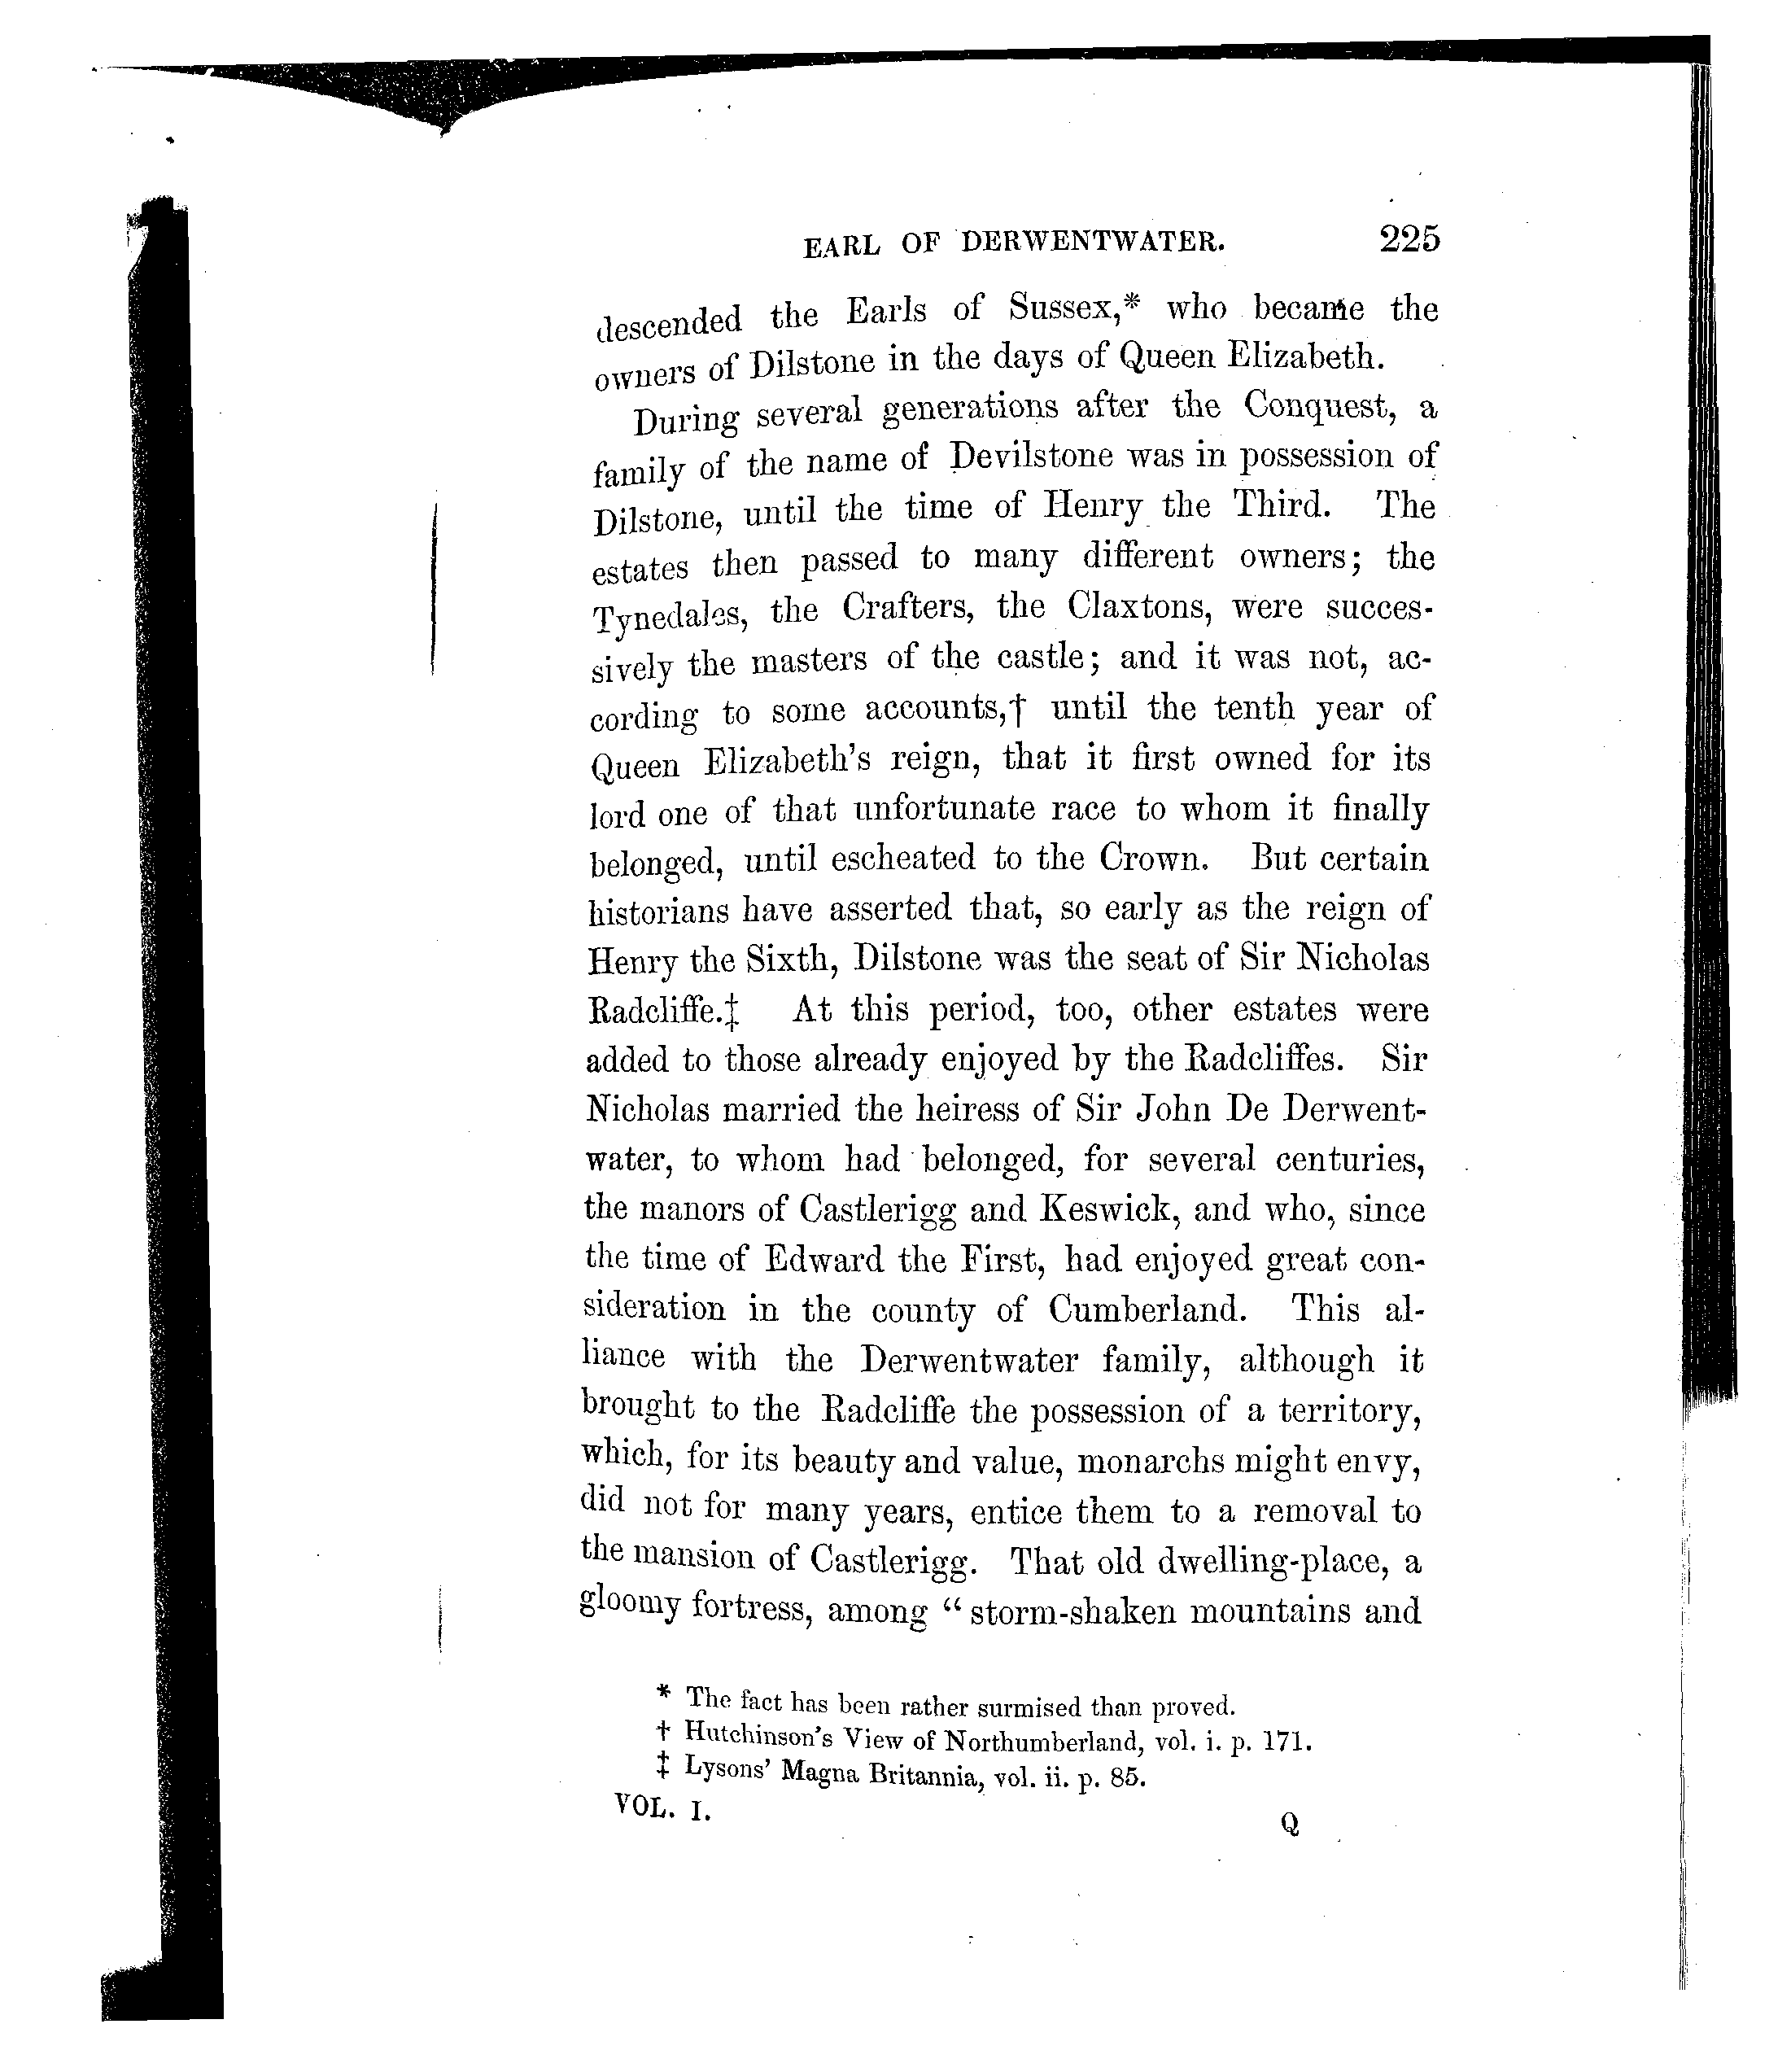 EARL OF DERWENTWATER. 225
descended the Earls of Sussex,* who became the
owners of Dilstone in the days of Queen Elizabeth.
During several generations after the Conquest, a
family of the name of Devilstone was in possession of
Dilstone, until the time of Henry the Third. The
estates then passed to many different owners; the
Tynedales, the Crafters, the Claxtons, were succes-
sively the masters of the castle; and it was not, ac-
cording to some accounts,† until the tenth year of
Queen Elizabeth's reign, that it first owned for its
lord one of that unfortunate race to whom it finally
belonged, until escheated to the Crown. But certain
historians have asserted that, so early as the reign of
Henry the Sixth, Dilstone was the seat of Sir Nicholas
Radcliffe.‡ At this period, too, other estates were
added to those already enjoyed by the Radcliffes. Sir
Nicholas married the heiress of Sir John De Derwent-
water, to whom had belonged, for several centuries,
the manors of Castlerigg and Keswick, and who, since
the time of Edward the First, had enjoyed great con-
sideration in the county of Cumberland. This al-
liance with the Derwentwater family, although it
brought to the Radcliffe the possession of a territory,
which, for its beauty and value, monarchs might envy,
did not for many years, entice them to a removal to
the mansion of Castlerigg. That old dwelling-place, a
gloomy fortress, among “storm-shaken mountains and
* The fact has been rather surmised than proved.
† Hutchinson's View of Northumberland, vol. i. p. 171.
‡ Lysons' Magna Britannia, vol. ii. p. 85.
VOL. I. Q